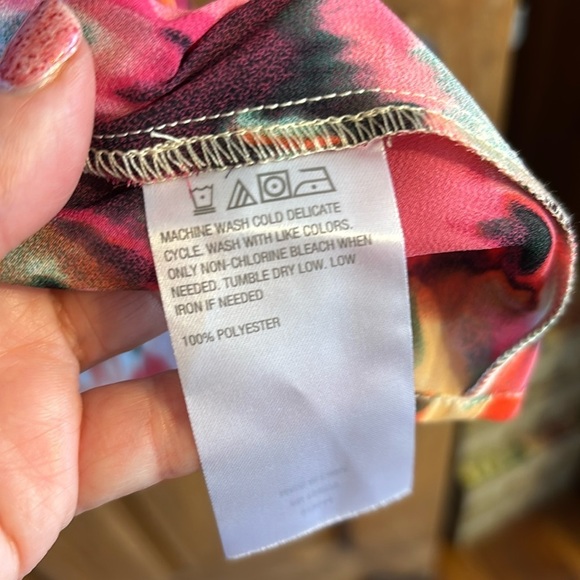 MACHINE WASH COLD DELICATE
CYCLE. WASH WITH LIKE COLORS.
ONLY NON-CHLORINE BLEACH WHEN
NEEDED. TUMBLE DRY LOW. LOW
IRON IF NEEDED
100% POLYESTER